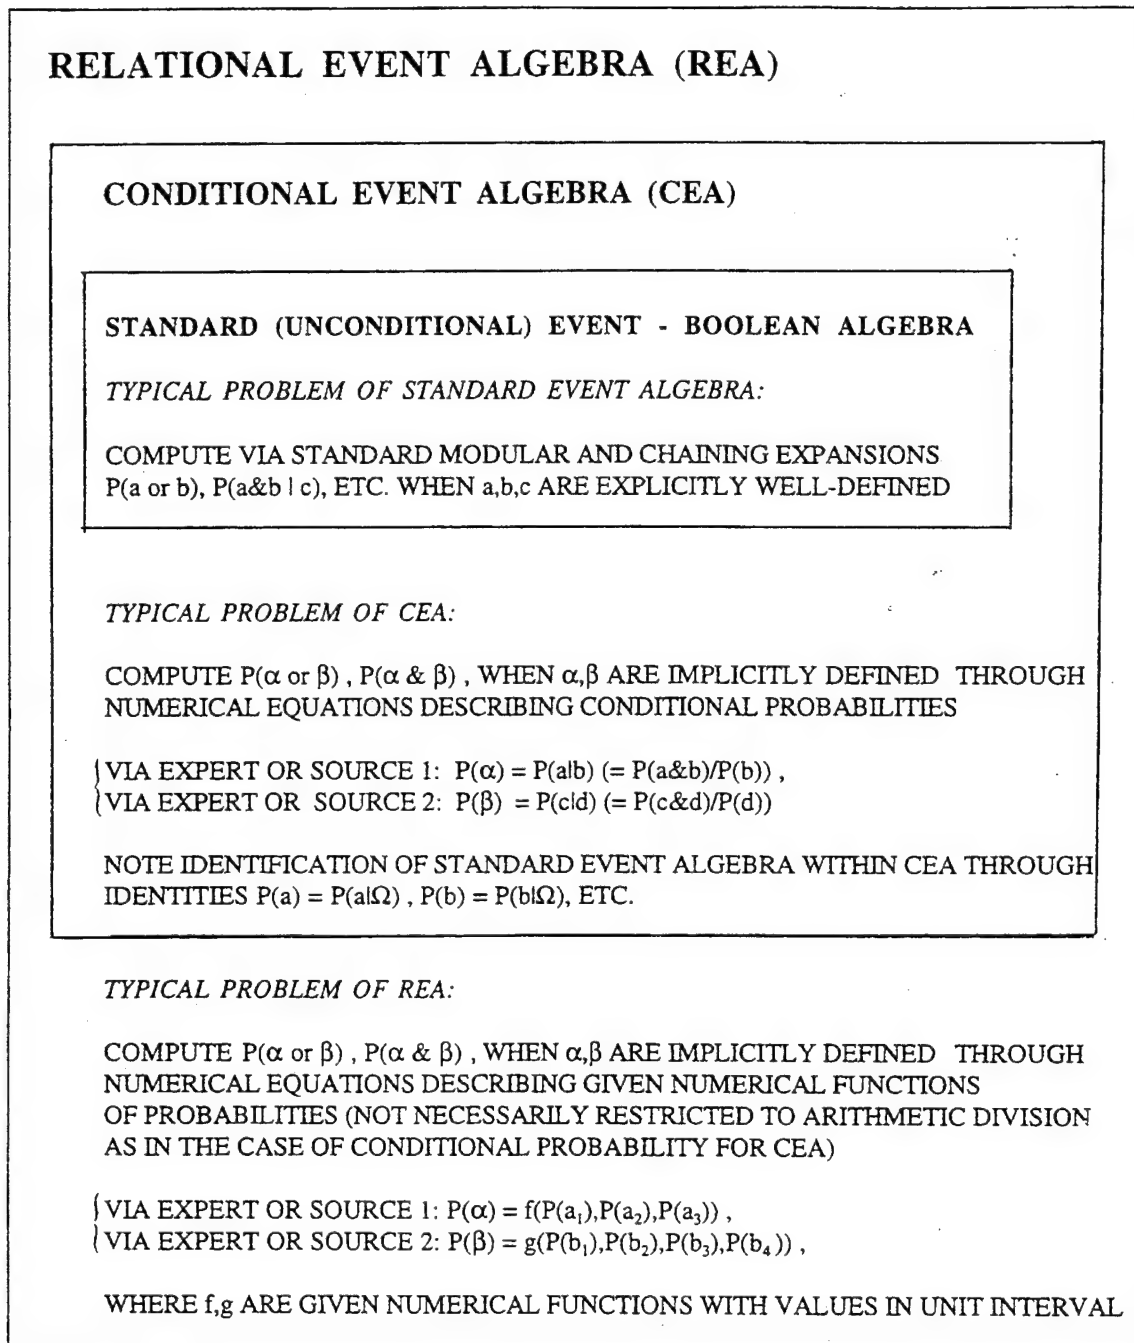 RELATIONAL EVENT ALGEBRA (REA)
CONDITIONAL EVENT ALGEBRA (CEA)
STANDARD (UNCONDITIONAL) EVENT - BOOLEAN ALGEBRA
TYPICAL PROBLEM OF STANDARD EVENT ALGEBRA:
COMPUTE VIA STANDARD MODULAR AND CHAINING EXPANSIONS
P(a or b), P(a&b | c), ETC. WHEN a,b,c ARE EXPLICITLY WELL-DEFINED
TYPICAL PROBLEM OF CEA:
COMPUTE P(α or β) , P(α & β) , WHEN α,β ARE IMPLICITLY DEFINED THROUGH
NUMERICAL EQUATIONS DESCRIBING CONDITIONAL PROBABILITIES
VIA EXPERT OR SOURCE 1: P(α) = P(a|b) (= P(a&b)/P(b)) ,
VIA EXPERT OR SOURCE 2: P(β) = P(c|d) (= P(c&d)/P(d))
NOTE IDENTIFICATION OF STANDARD EVENT ALGEBRA WITHIN CEA THROUGH
IDENTITIES P(a) = P(a|Ω) , P(b) = P(b|Ω), ETC.
TYPICAL PROBLEM OF REA:
COMPUTE P(α or β) , P(α & β) , WHEN α,β ARE IMPLICITLY DEFINED THROUGH
NUMERICAL EQUATIONS DESCRIBING GIVEN NUMERICAL FUNCTIONS
OF PROBABILITIES (NOT NECESSARILY RESTRICTED TO ARITHMETIC DIVISION
AS IN THE CASE OF CONDITIONAL PROBABILITY FOR CEA)
VIA EXPERT OR SOURCE 1: P(α) = f(P(a₁),P(a₂),P(a₃)) ,
VIA EXPERT OR SOURCE 2: P(β) = g(P(b₁),P(b₂),P(b₃),P(b₄)) ,
WHERE f,g ARE GIVEN NUMERICAL FUNCTIONS WITH VALUES IN UNIT INTERVAL